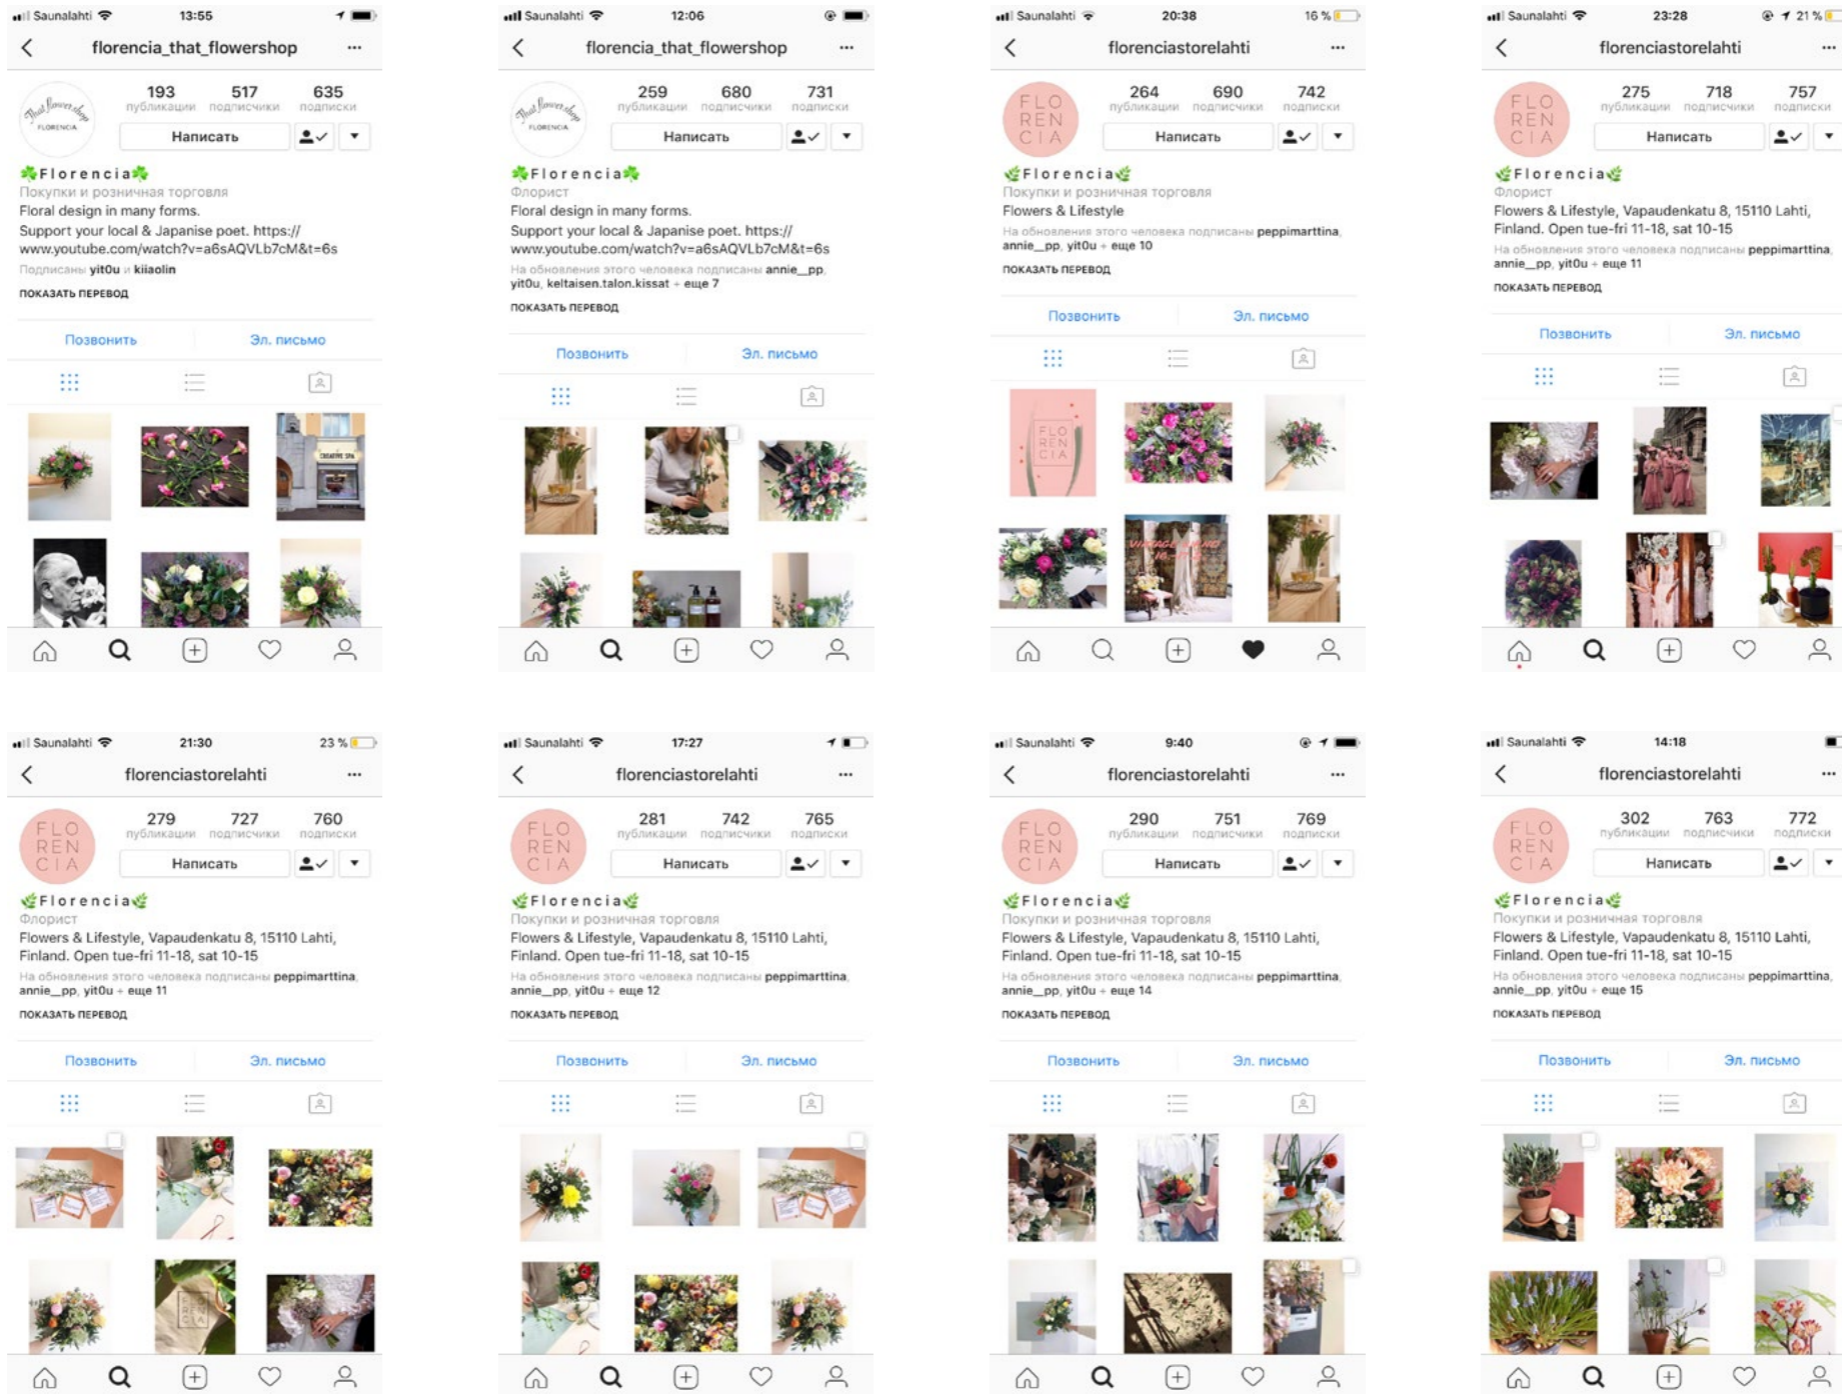 Saunalahti 13:55
florencia_that_flowershop
That flower shop
FLORENCIA
193 517 635
публикации подписчики подписки
Написать
Florencia
Покупки и розничная торговля
Floral design in many forms.
Support your local & Japanise poet. https://
www.youtube.com/watch?v=a6sAQVLb7cM&t=6s
Подписаны yit0u и kiiaolin
ПОКАЗАТЬ ПЕРЕВОД
Позвонить Эл. письмо
CREATIVE SPA
Saunalahti 12:06
florencia_that_flowershop
That flower shop
FLORENCIA
259 680 731
публикации подписчики подписки
Написать
Florencia
Флорист
Floral design in many forms.
Support your local & Japanise poet. https://
www.youtube.com/watch?v=a6sAQVLb7cM&t=6s
На обновления этого человека подписаны annie__pp,
yit0u, keltaisen.talon.kissat + еще 7
ПОКАЗАТЬ ПЕРЕВОД
Позвонить Эл. письмо
Saunalahti 20:38 16 %
florenciastorelahti
FLO
REN
CIA
264 690 742
публикации подписчики подписки
Написать
Florencia
Покупки и розничная торговля
Flowers & Lifestyle
На обновления этого человека подписаны peppimarttina,
annie__pp, yit0u + еще 10
ПОКАЗАТЬ ПЕРЕВОД
Позвонить Эл. письмо
FLO
REN
CIA
Saunalahti 23:28 21 %
florenciastorelahti
FLO
REN
CIA
275 718 757
публикации подписчики подписки
Написать
Florencia
Флорист
Flowers & Lifestyle, Vapaudenkatu 8, 15110 Lahti,
Finland. Open tue-fri 11-18, sat 10-15
На обновления этого человека подписаны peppimarttina,
annie__pp, yit0u + еще 11
ПОКАЗАТЬ ПЕРЕВОД
Позвонить Эл. письмо
Saunalahti 21:30 23 %
florenciastorelahti
FLO
REN
CIA
279 727 760
публикации подписчики подписки
Написать
Florencia
Флорист
Flowers & Lifestyle, Vapaudenkatu 8, 15110 Lahti,
Finland. Open tue-fri 11-18, sat 10-15
На обновления этого человека подписаны peppimarttina,
annie__pp, yit0u + еще 11
ПОКАЗАТЬ ПЕРЕВОД
Позвонить Эл. письмо
FLO
REN
CIA
Saunalahti 17:27
florenciastorelahti
FLO
REN
CIA
281 742 765
публикации подписчики подписки
Написать
Florencia
Покупки и розничная торговля
Flowers & Lifestyle, Vapaudenkatu 8, 15110 Lahti,
Finland. Open tue-fri 11-18, sat 10-15
На обновления этого человека подписаны peppimarttina,
annie__pp, yit0u + еще 12
ПОКАЗАТЬ ПЕРЕВОД
Позвонить Эл. письмо
Saunalahti 9:40
florenciastorelahti
FLO
REN
CIA
290 751 769
публикации подписчики подписки
Написать
Florencia
Покупки и розничная торговля
Flowers & Lifestyle, Vapaudenkatu 8, 15110 Lahti,
Finland. Open tue-fri 11-18, sat 10-15
На обновления этого человека подписаны peppimarttina,
annie__pp, yit0u + еще 14
ПОКАЗАТЬ ПЕРЕВОД
Позвонить Эл. письмо
Saunalahti 14:18
florenciastorelahti
FLO
REN
CIA
302 763 772
публикации подписчики подписки
Написать
Florencia
Покупки и розничная торговля
Flowers & Lifestyle, Vapaudenkatu 8, 15110 Lahti,
Finland. Open tue-fri 11-18, sat 10-15
На обновления этого человека подписаны peppimarttina,
annie__pp, yit0u + еще 15
ПОКАЗАТЬ ПЕРЕВОД
Позвонить Эл. письмо